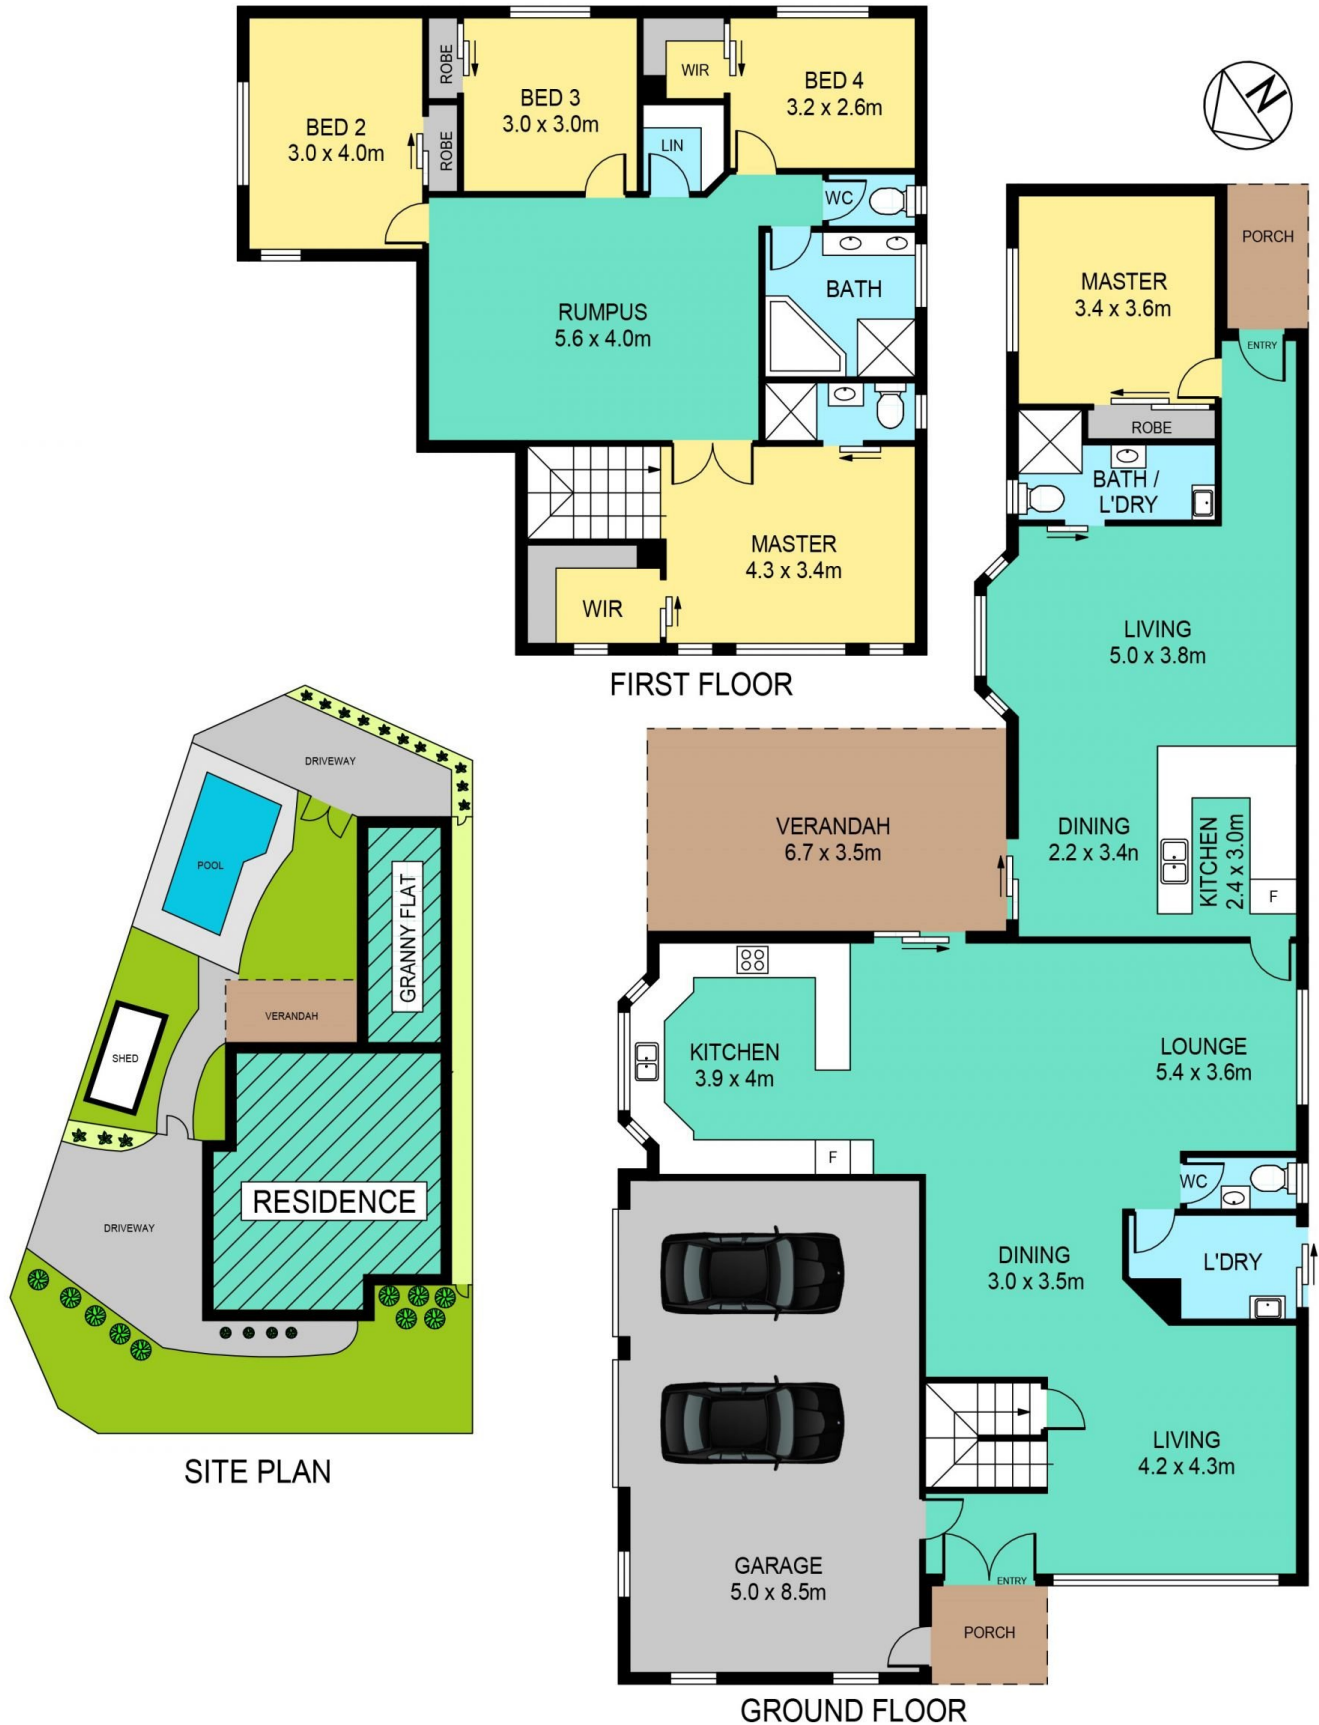 BED 2
3.0 x 4.0m
ROBE
ROBE
BED 3
3.0 x 3.0m
WIR
BED 4
3.2 x 2.6m
LIN
WC
BATH
RUMPUS
5.6 x 4.0m
MASTER
4.3 x 3.4m
WIR
FIRST FLOOR
N
MASTER
3.4 x 3.6m
PORCH
ENTRY
ROBE
BATH /
L'DRY
LIVING
5.0 x 3.8m
VERANDAH
6.7 x 3.5m
DINING
2.2 x 3.4n
KITCHEN
2.4 x 3.0m
F
KITCHEN
3.9 x 4m
F
LOUNGE
5.4 x 3.6m
WC
L'DRY
DINING
3.0 x 3.5m
LIVING
4.2 x 4.3m
GARAGE
5.0 x 8.5m
ENTRY
PORCH
GROUND FLOOR
DRIVEWAY
POOL
GRANNY FLAT
VERANDAH
SHED
RESIDENCE
DRIVEWAY
SITE PLAN